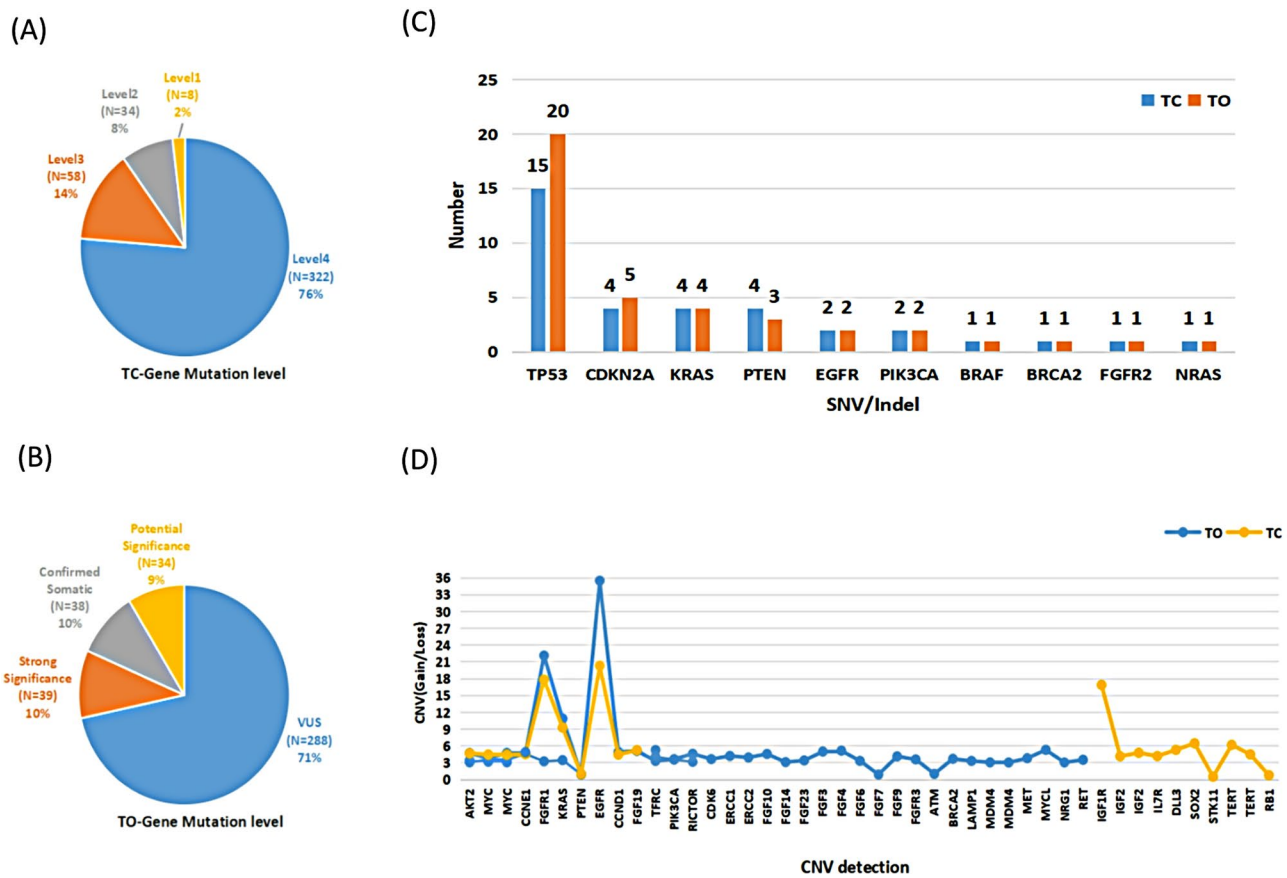 (A)
Level1
(N=8)
2%
Level2
(N=34)
8%
Level3
(N=58)
14%
Level4
(N=322)
76%
TC-Gene Mutation level
(B)
Potential
Significance
(N=34)
9%
Confirmed
Somatic
(N=38)
10%
Strong
Significance
(N=39)
10%
VUS
(N=288)
71%
TO-Gene Mutation level
(C)
TC TO
25
20
15
10
5
0
Number
15 20 4 5 4 4 4 3 2 2 2 2 1 1 1 1 1 1 1 1
TP53 CDKN2A KRAS PTEN EGFR PIK3CA BRAF BRCA2 FGFR2 NRAS
SNV/Indel
(D)
TO TC
36
33
30
27
24
21
18
15
12
9
6
3
0
CNV(Gain/Loss)
AKT2
MYC
MYC
CCNE1
FGFR1
KRAS
PTEN
EGFR
CCND1
FGF19
TFRC
PIK3CA
RICTOR
CDK6
ERCC1
ERCC2
FGF10
FGF14
FGF23
FGF3
FGF4
FGF6
FGF7
FGF9
FGFR3
ATM
BRCA2
LAMP1
MDM4
MDM4
MET
MYCL
NRG1
RET
IGF1R
IGF2
IGF2
IL7R
DLL3
SOX2
STK11
TERT
TERT
RB1
CNV detection